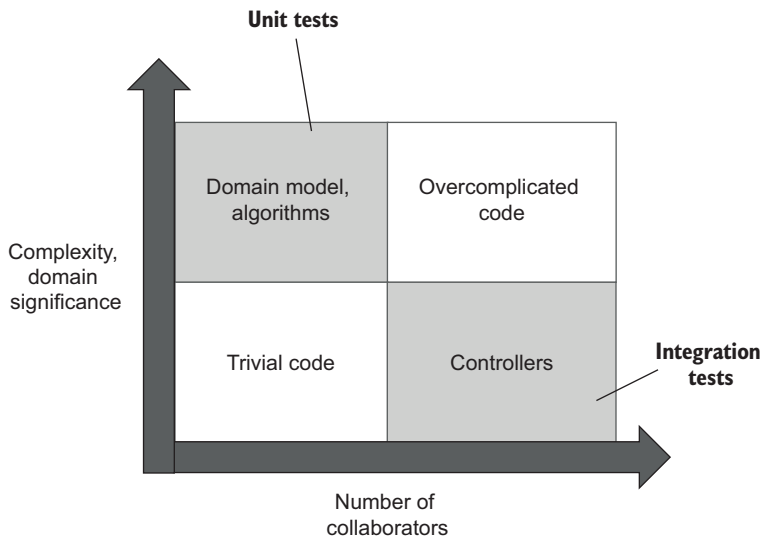 Unit tests
Domain model,
algorithms
Overcomplicated
code
Complexity,
domain
significance
Trivial code
Controllers
Integration
tests
Number of
collaborators